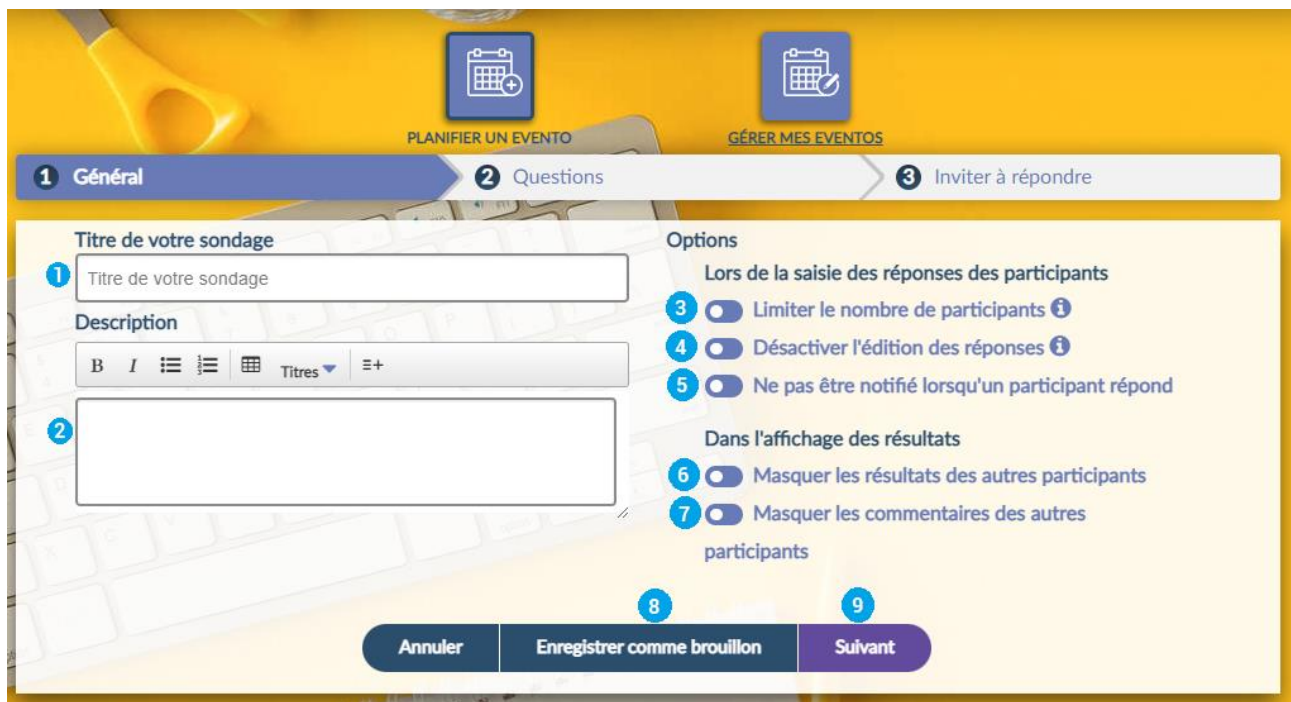 PLANIFIER UN EVENTO
GÉRER MES EVENTOS
1 Général
2 Questions
3 Inviter à répondre
Titre de votre sondage
1 Titre de votre sondage
Description
B I Titres
2
Options
Lors de la saisie des réponses des participants
3 Limiter le nombre de participants
4 Désactiver l'édition des réponses
5 Ne pas être notifié lorsqu'un participant répond
Dans l'affichage des résultats
6 Masquer les résultats des autres participants
7 Masquer les commentaires des autres
participants
8 9
Annuler Enregistrer comme brouillon Suivant